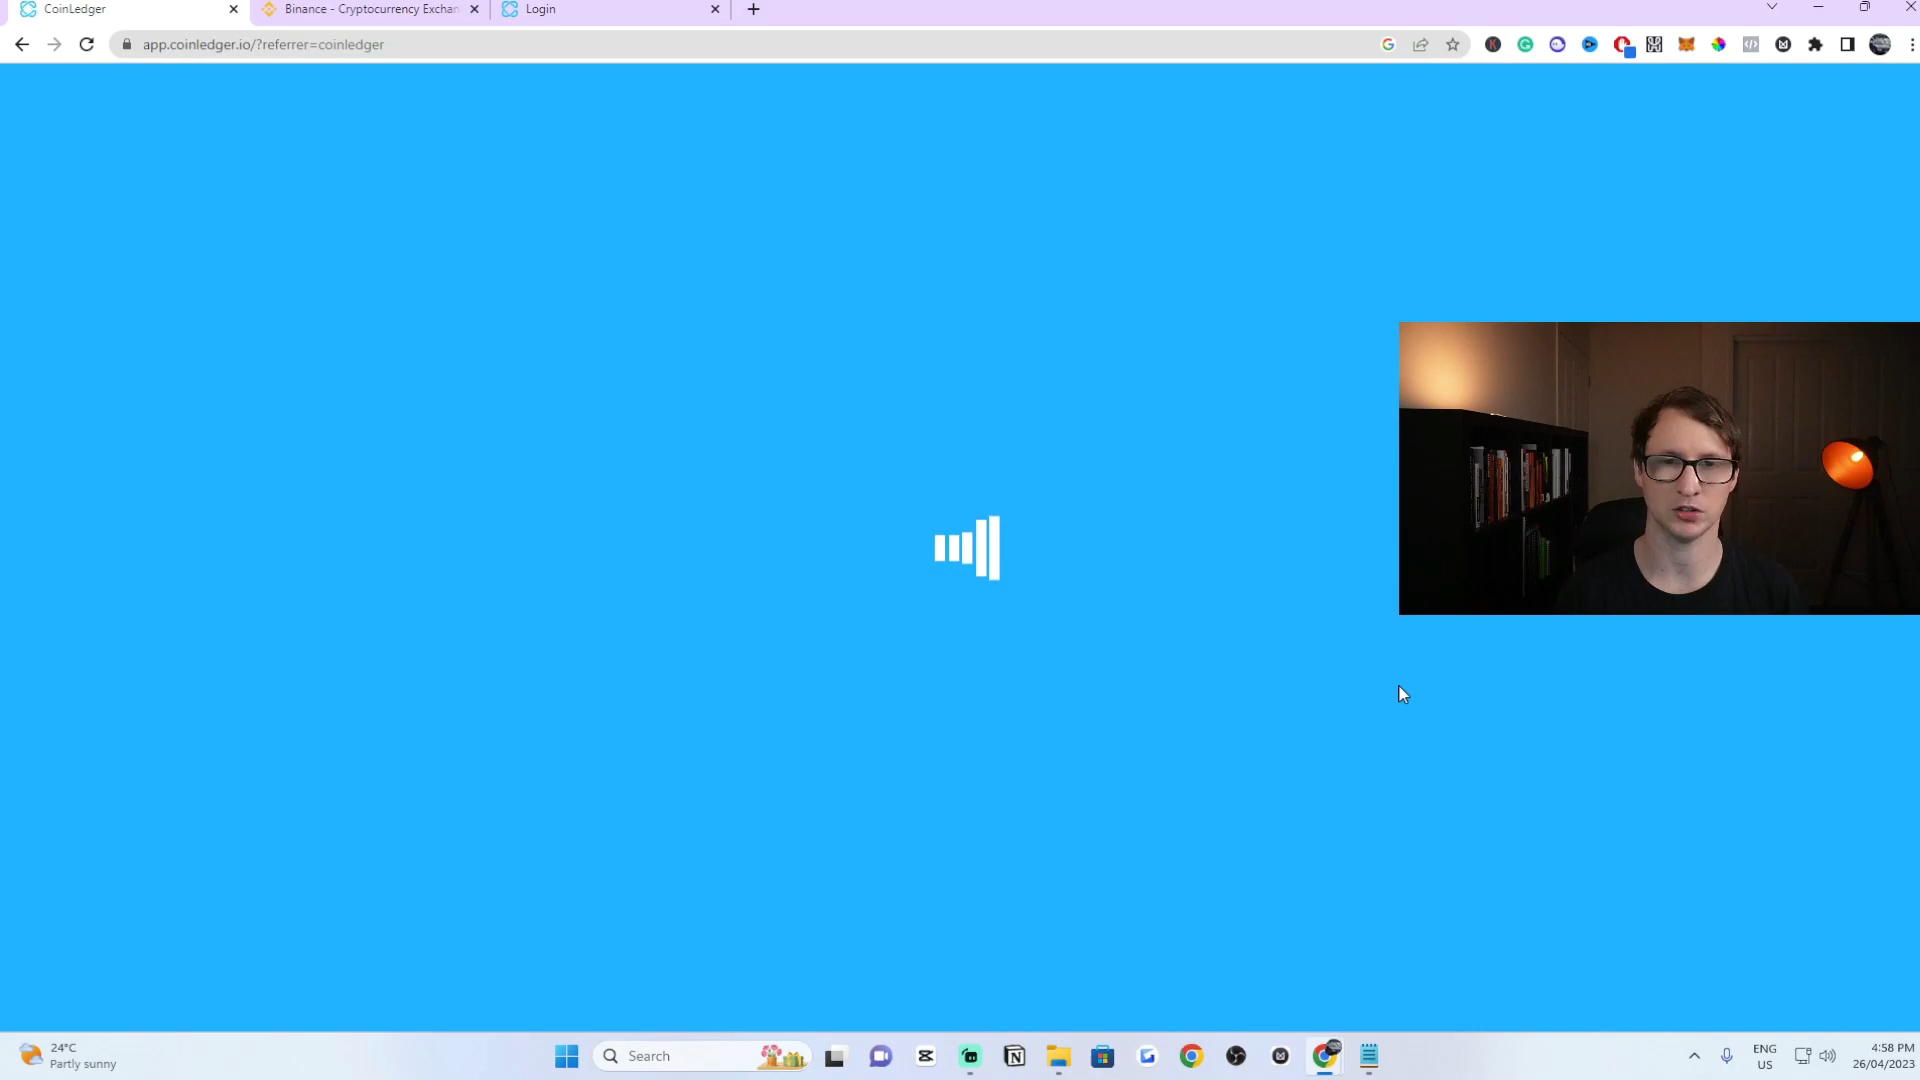 CoinLedger
Binance - Cryptocurrency Exchan
Login
app.coinledger.io/?referrer=coinledger
24°C
Partly sunny
Search
ENG
US
4:58 PM
26/04/2023